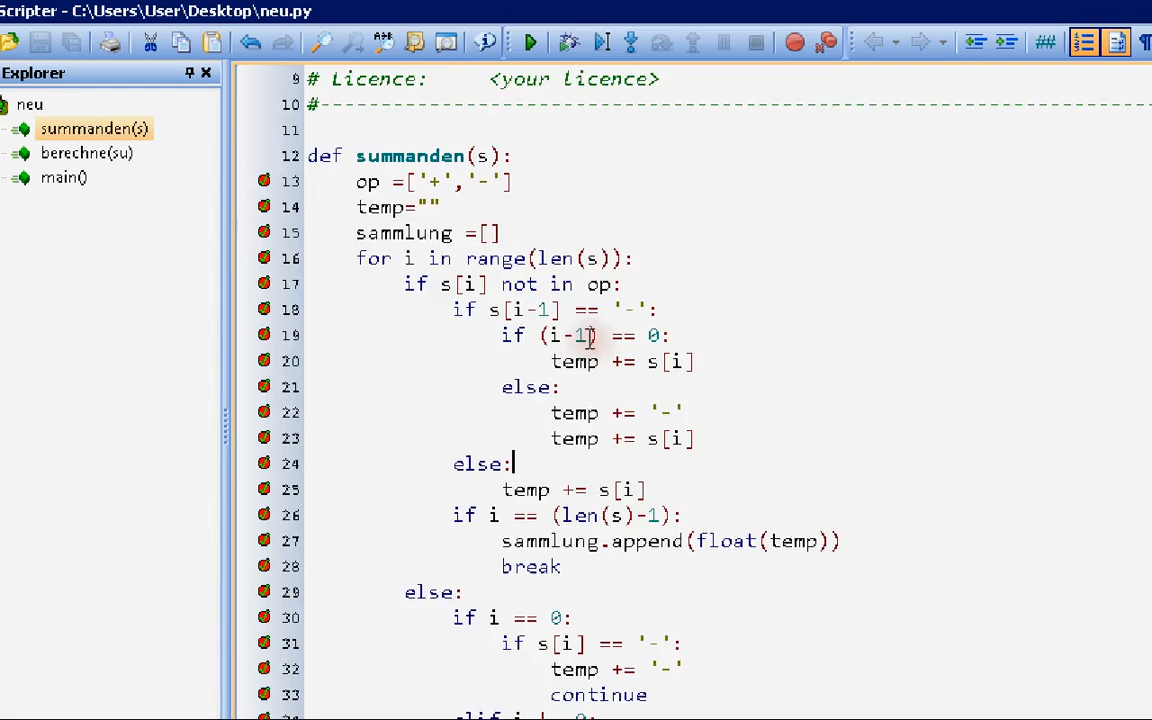 Scripter - C:\Users\User\Desktop\neu.py
Explorer
neu
summanden(s)
berechne(su)
main()
9 # Licence: <your licence>
10 #-------------------------------------------------------------------------------
11
12 def summanden(s):
13 op =['+','-']
14 temp=""
15 sammlung =[]
16 for i in range(len(s)):
17 if s[i] not in op:
18 if s[i-1] == '-':
19 if (i-1) == 0:
20 temp += s[i]
21 else:
22 temp += '-'
23 temp += s[i]
24 else:
25 temp += s[i]
26 if i == (len(s)-1):
27 sammlung.append(float(temp))
28 break
29 else:
30 if i == 0:
31 if s[i] == '-':
32 temp += '-'
33 continue